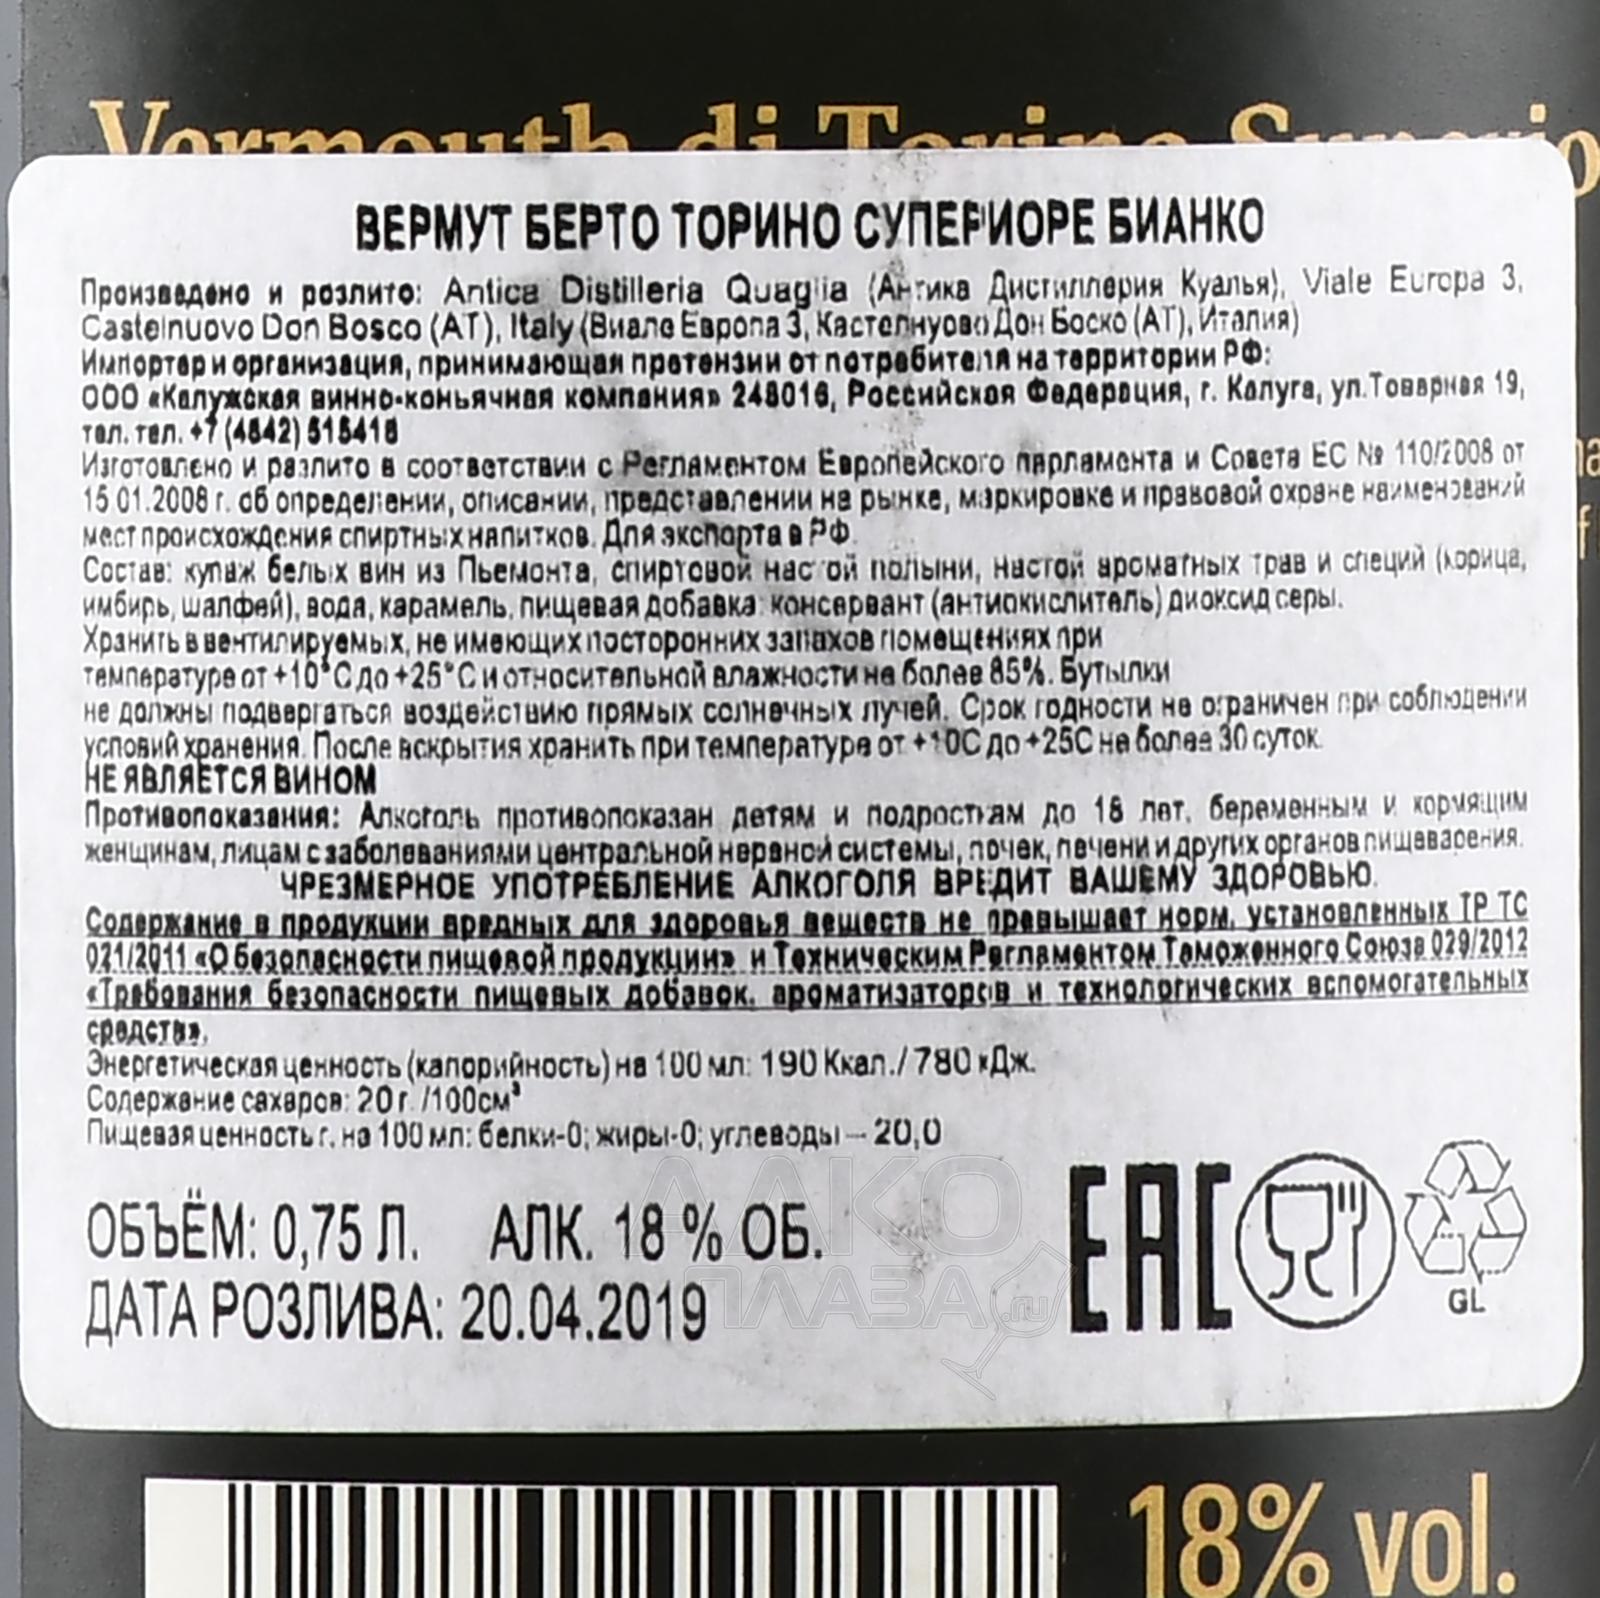 Vermouth di Torino Superio
ВЕРМУТ БЕРТО ТОРИНО СУПЕРИОРЕ БИАНКО
Произведено и розлито: Antica Distilleria Quaglia (Антика Дистиллерия Куалья), Viale Europa 3,
Castelnuovo Don Bosco (AT), Italy (Виале Европа 3, Кастелнуово Дон Боско (АТ), Италия)
Импортер и организация, принимающая претензии от потребителя на территории РФ:
ООО «Калужская винно-коньячная компания» 248016, Российская Федерация, г. Калуга, ул.Товарная 19,
тел. тел. +7 (4842) 515418
Изготовлено и разлито в соответствии с Регламентом Европейского парламента и Совета ЕС № 110/2008 от
15.01.2008 г. об определении, описании, представлении на рынке, маркировке и правовой охране наименований
мест происхождения спиртных напитков. Для экспорта в РФ.
Состав: купаж белых вин из Пьемонта, спиртовой настой полыни, настой ароматных трав и специй (корица,
имбирь, шалфей), вода, карамель, пищевая добавка: консервант (антиокислитель) диоксид серы.
Хранить в вентилируемых, не имеющих посторонних запахов помещениях при
температуре от +10°С до +25°С и относительной влажности не более 85%. Бутылки
не должны подвергаться воздействию прямых солнечных лучей. Срок годности не ограничен при соблюдении
условий хранения. После вскрытия хранить при температуре от +10С до +25С не более 30 суток.
НЕ ЯВЛЯЕТСЯ ВИНОМ
Противопоказания: Алкоголь противопоказан детям и подросткам до 18 лет, беременным и кормящим
женщинам, лицам с заболеваниями центральной нервной системы, почек, печени и других органов пищеварения.
ЧРЕЗМЕРНОЕ УПОТРЕБЛЕНИЕ АЛКОГОЛЯ ВРЕДИТ ВАШЕМУ ЗДОРОВЬЮ.
Содержание в продукции вредных для здоровья веществ не превышает норм, установленных ТР ТС
021/2011 «О безопасности пищевой продукции» и Техническим Регламентом Таможенного Союза 029/2012
«Требования безопасности пищевых добавок, ароматизаторов и технологических вспомогательных
средств».
Энергетическая ценность (калорийность) на 100 мл: 190 Ккал./ 780 кДж.
Содержание сахаров: 20 г. /100см³
Пищевая ценность г. на 100 мл: белки-0; жиры-0; углеводы – 20,0
ОБЪЁМ: 0,75 Л. АЛК. 18 % ОБ.
ДАТА РОЗЛИВА: 20.04.2019
ЕАС
GL
АЛКО
ПЛАЗА.ru
18% vol.